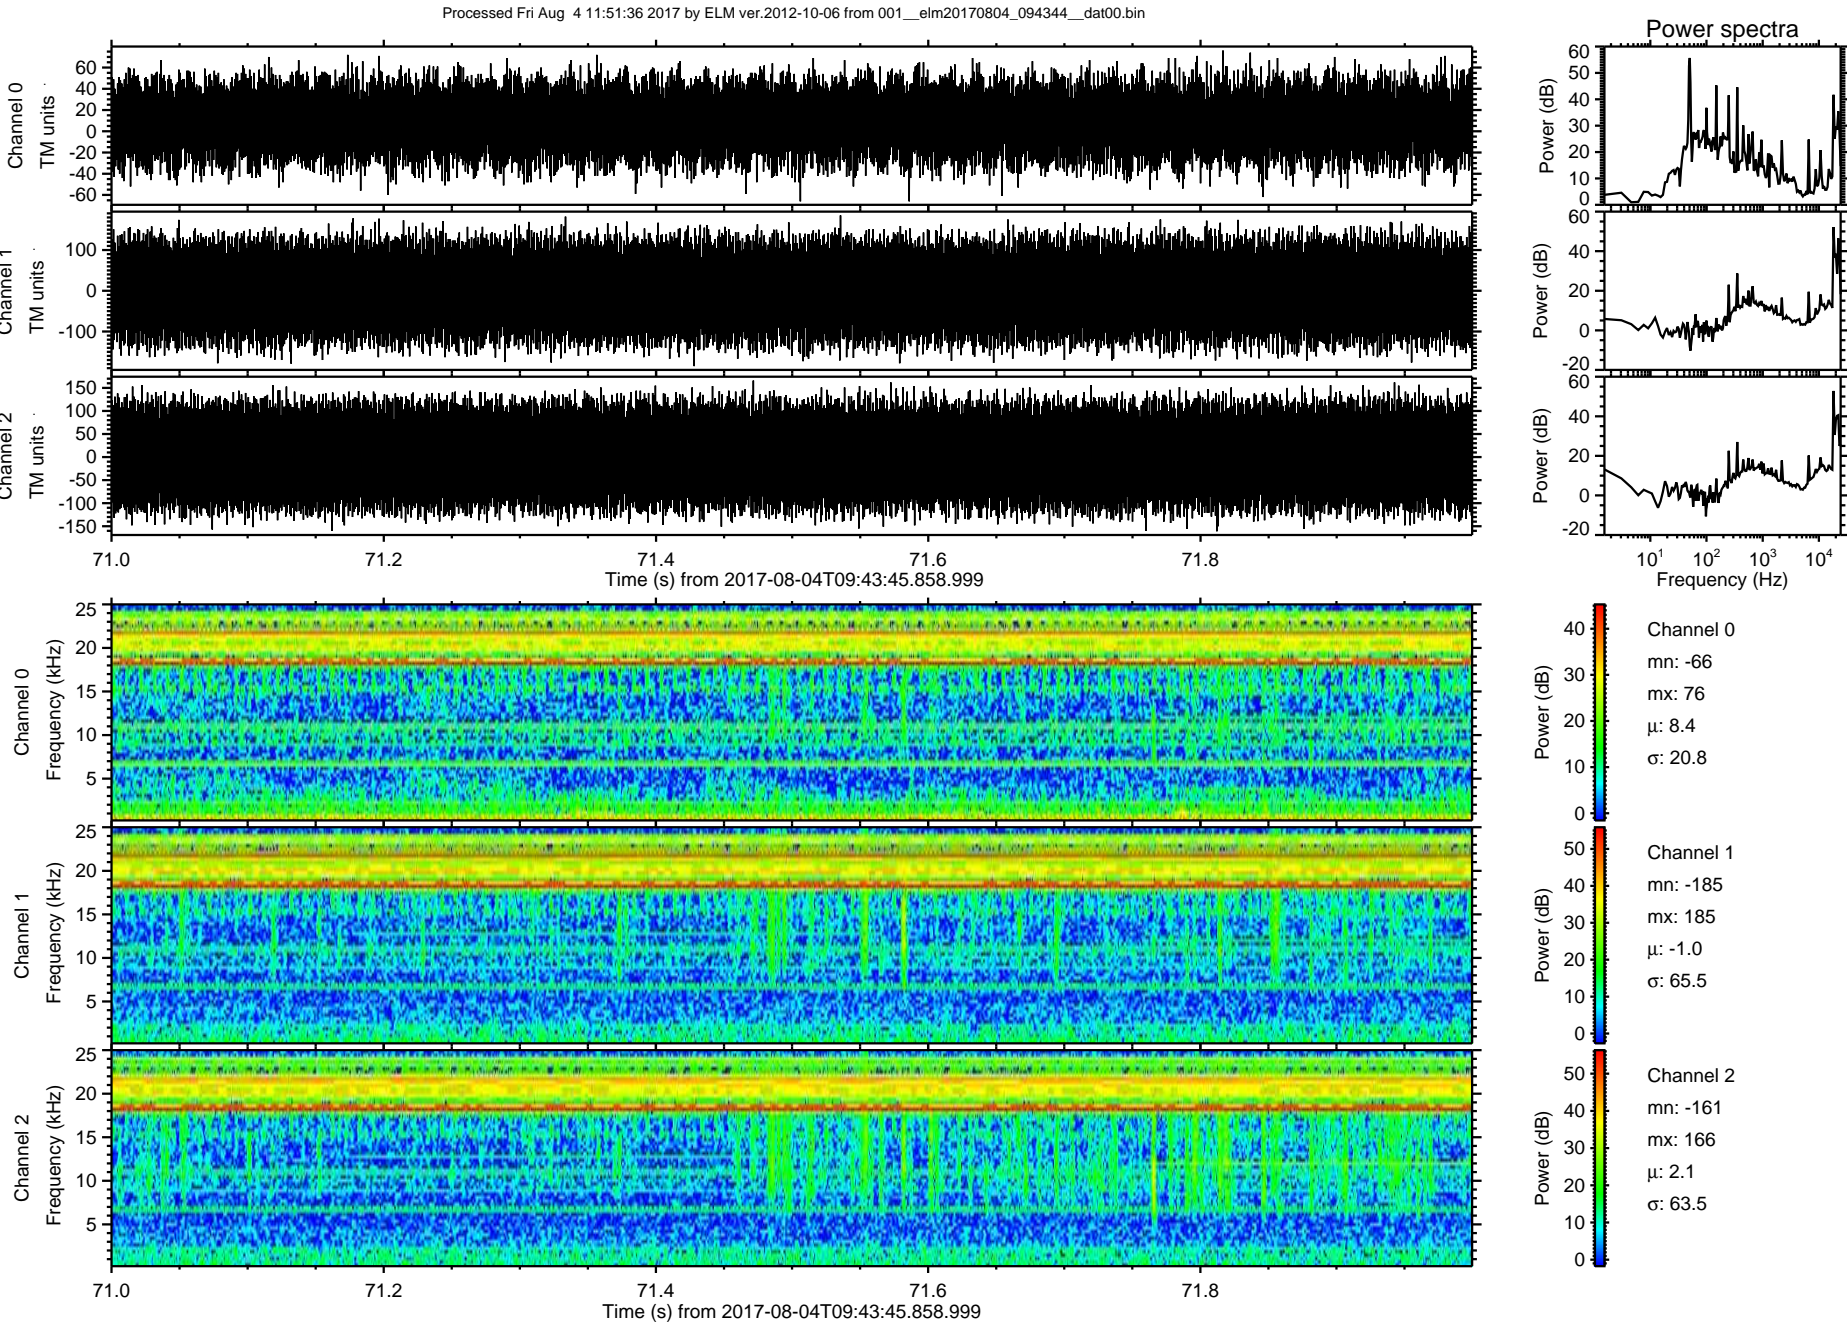 Processed Fri Aug  4 11:51:36 2017 by ELM ver.2012-10-06 from 001__elm20170804_094344__dat00.bin
Power spectra
Channel 0
TM units
60
40
20
0
-20
-40
-60
Power (dB)
60
50
40
30
20
10
0
Channel 1
TM units
100
0
-100
Power (dB)
60
40
20
0
-20
Channel 2
TM units
150
100
50
0
-50
-100
-150
Power (dB)
60
40
20
0
-20
71.0 71.2 71.4 71.6 71.8
Time (s) from 2017-08-04T09:43:45.858.999
10¹ 10² 10³ 10⁴
Frequency (Hz)
Channel 0
Frequency (kHz)
25
20
15
10
5
Power (dB)
40
30
20
10
0
Channel 0
mn: -66
mx: 76
μ: 8.4
σ: 20.8
Channel 1
Frequency (kHz)
25
20
15
10
5
Power (dB)
50
40
30
20
10
0
Channel 1
mn: -185
mx: 185
μ: -1.0
σ: 65.5
Channel 2
Frequency (kHz)
25
20
15
10
5
Power (dB)
50
40
30
20
10
0
Channel 2
mn: -161
mx: 166
μ: 2.1
σ: 63.5
71.0 71.2 71.4 71.6 71.8
Time (s) from 2017-08-04T09:43:45.858.999